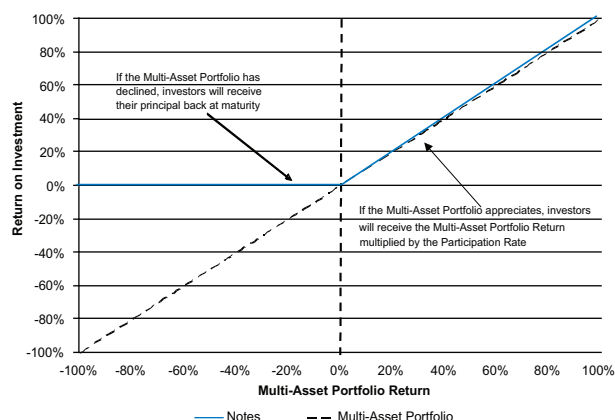 100%
80%
60%
40%
20%
0%
-20%
-40%
-60%
-80%
-100%
Return on Investment
If the Multi-Asset Portfolio has
declined, investors will receive
their principal back at maturity
If the Multi-Asset Portfolio appreciates, investors
will receive the Multi-Asset Portfolio Return
multiplied by the Participation Rate
-100% -80% -60% -40% -20% 0% 20% 40% 60% 80% 100%
Multi-Asset Portfolio Return
Notes Multi-Asset Portfolio